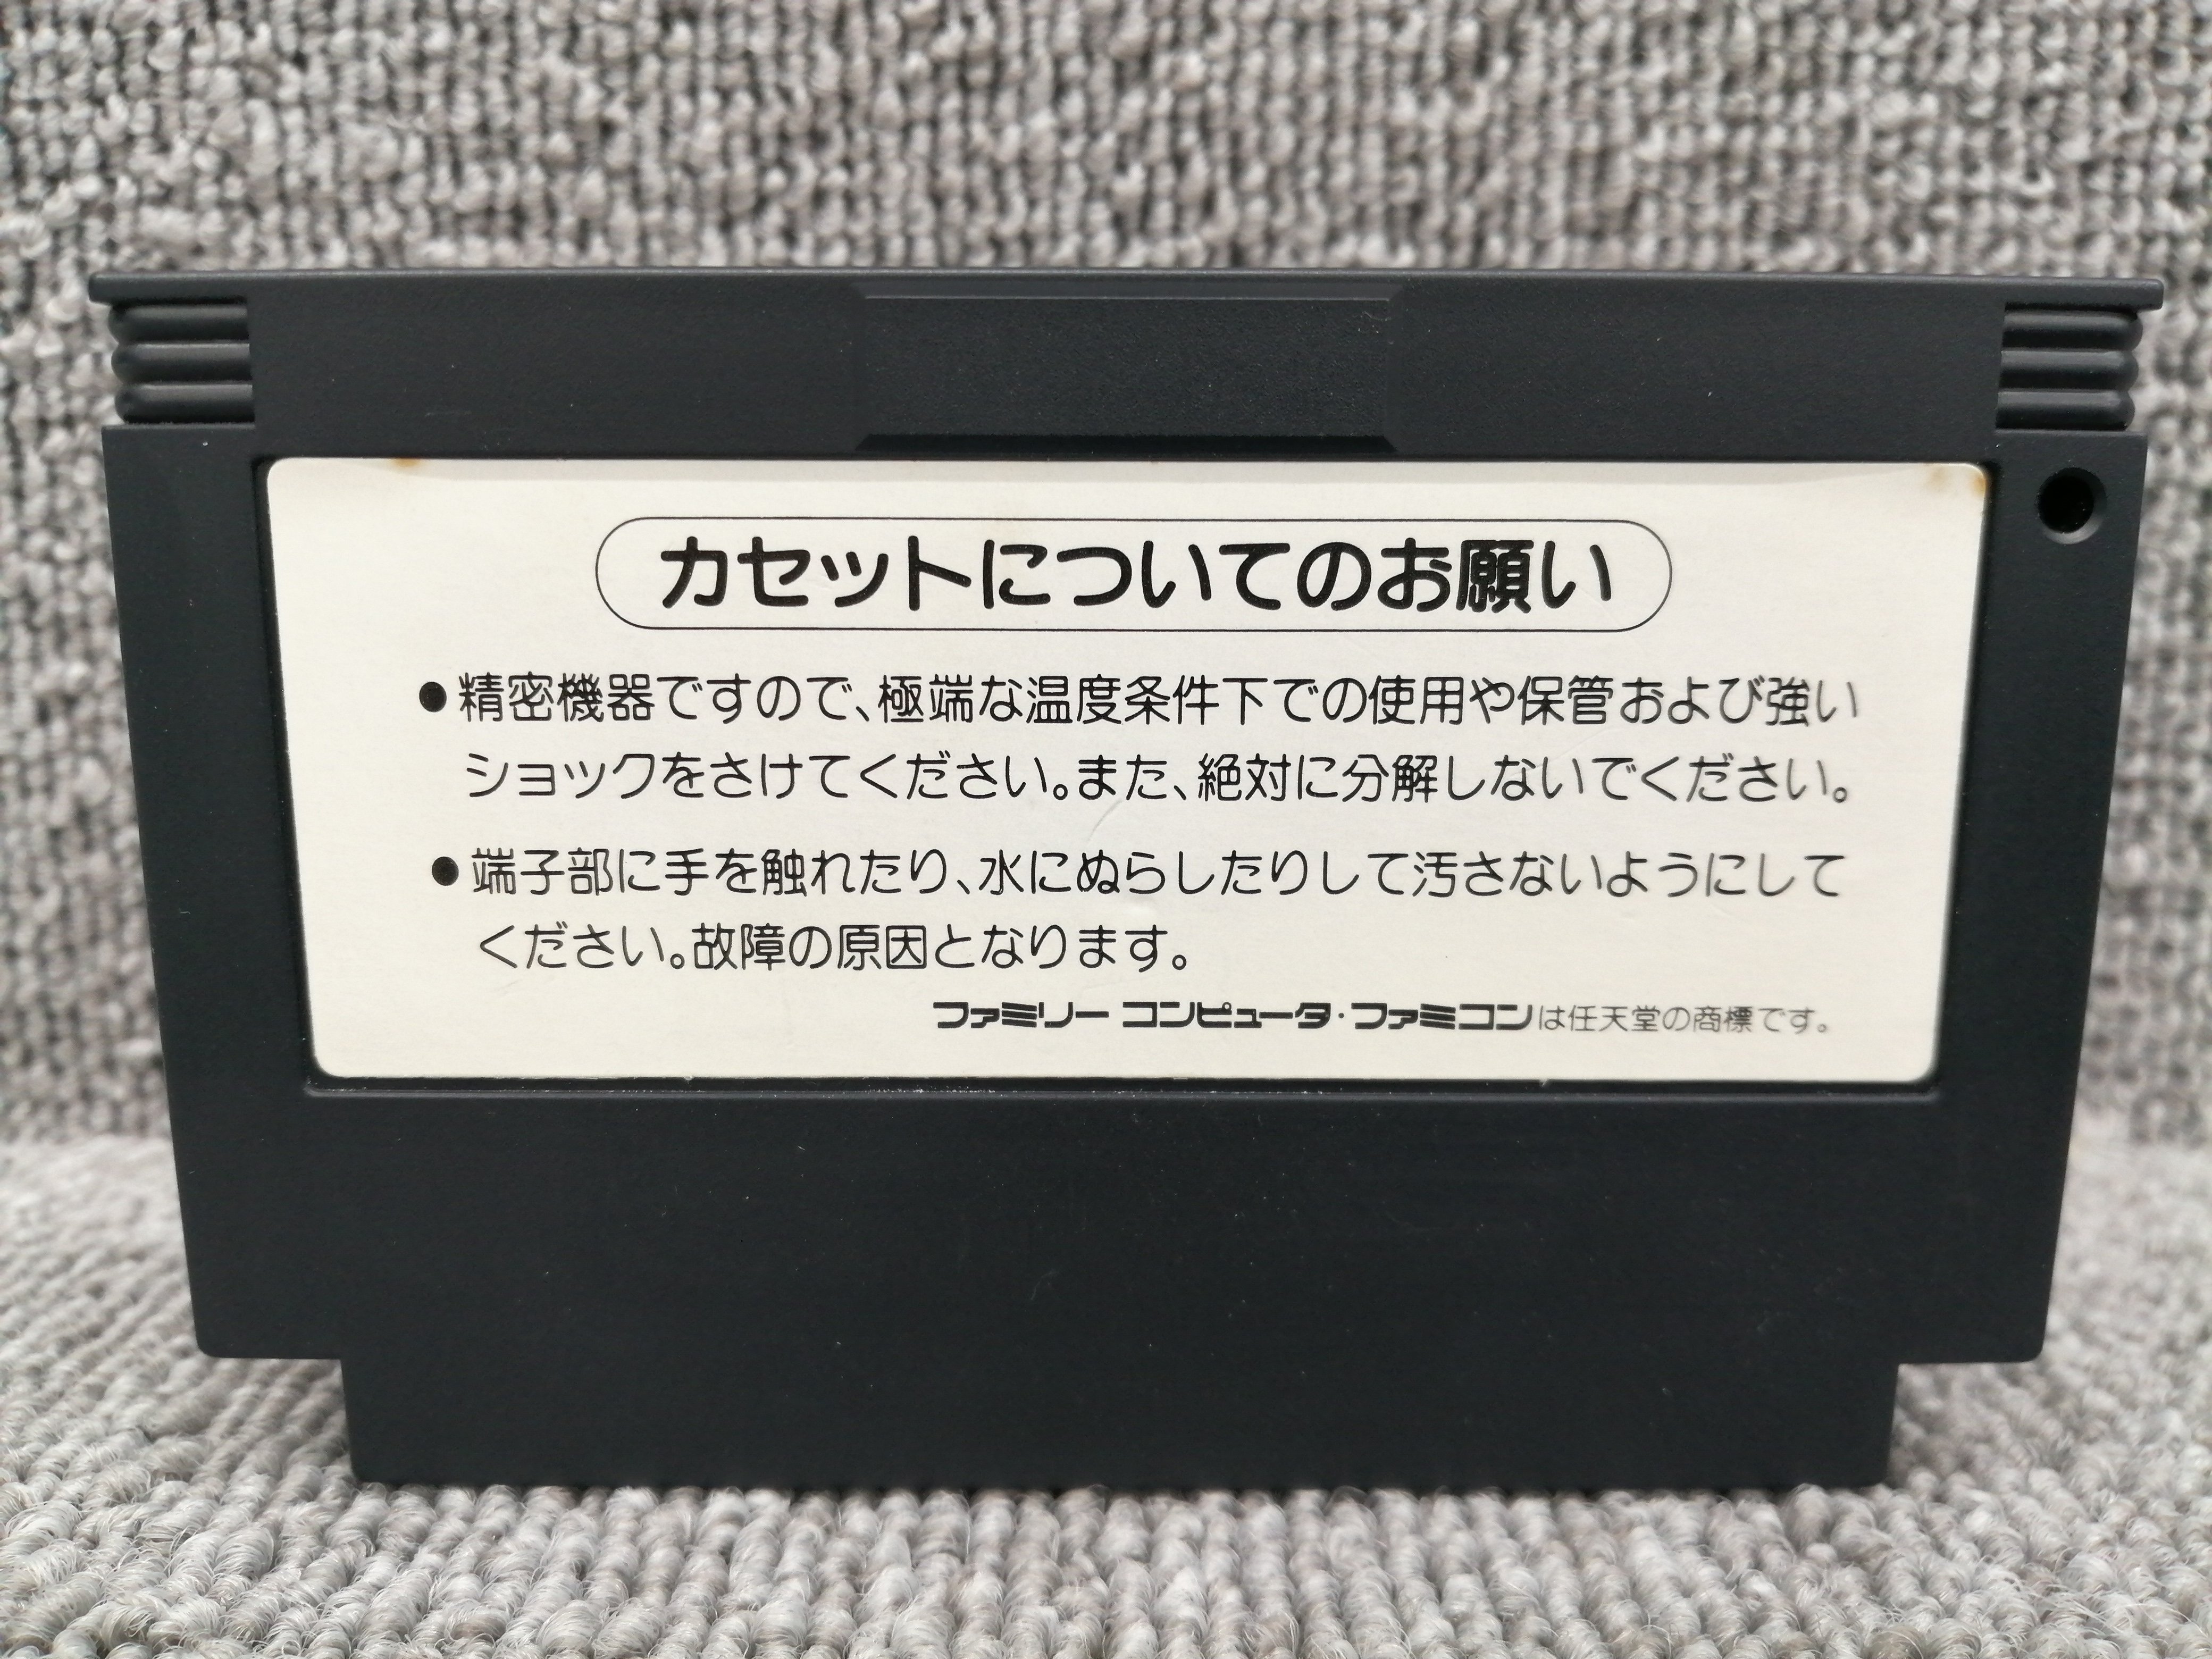 カセットについてのお願い
●精密機器ですので、極端な温度条件下での使用や保管および強い
ショックをさけてください。また、絶対に分解しないでください。
●端子部に手を触れたり、水にぬらしたりして汚さないようにして
ください。故障の原因となります。
ファミリー コンピュータ・ファミコンは任天堂の商標です。